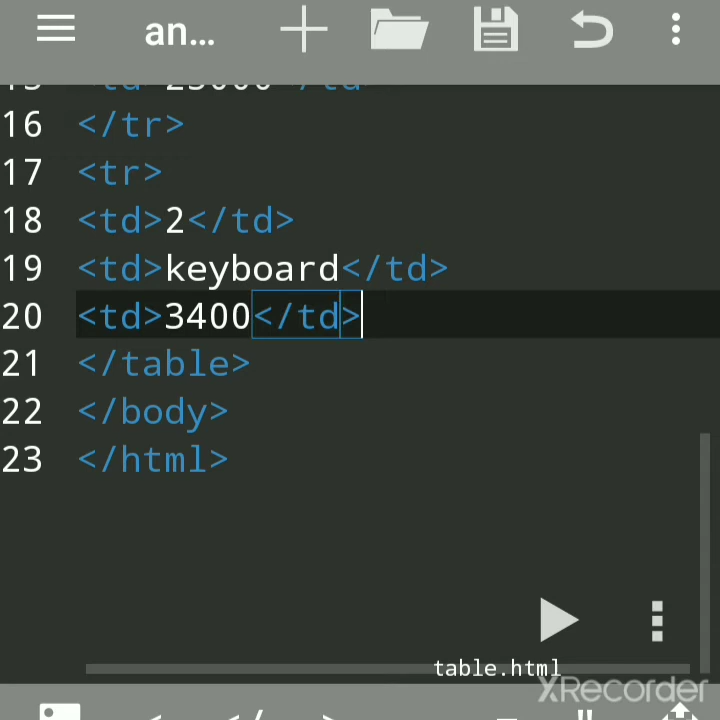 an...
16 </tr>
17 <tr>
18 <td>2</td>
19 <td>keyboard</td>
20 <td>3400</td>
21 </table>
22 </body>
23 </html>
table.html
XRecorder